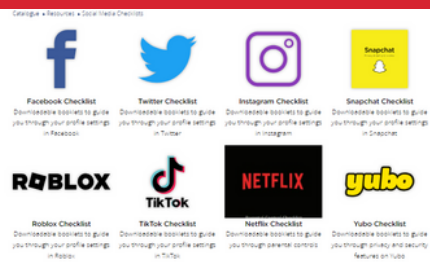 Catalogue • Resources • Social Media Checklists
Snapchat
Facebook Checklist
Twitter Checklist
Instagram Checklist
Snapchat Checklist
Downloadable booklets to guide
Downloadable booklets to guide
Downloadable booklets to guide
Downloadable booklets to guide
you through your profile settings
you through your profile settings
you through your profile settings
you through your profile settings
in Facebook
in Twitter
in Instagram
in Snapchat
ROBLOX
TikTok
NETFLIX
yubo
Roblox Checklist
TikTok Checklist
Netflix Checklist
Yubo Checklist
Downloadable booklets to guide
Downloadable booklets to guide
Downloadable booklets to guide
Downloadable booklets to guide
you through your profile settings
you through your profile settings
you through parental controls
you through privacy and security
in Roblox
in TikTok
features on Yubo